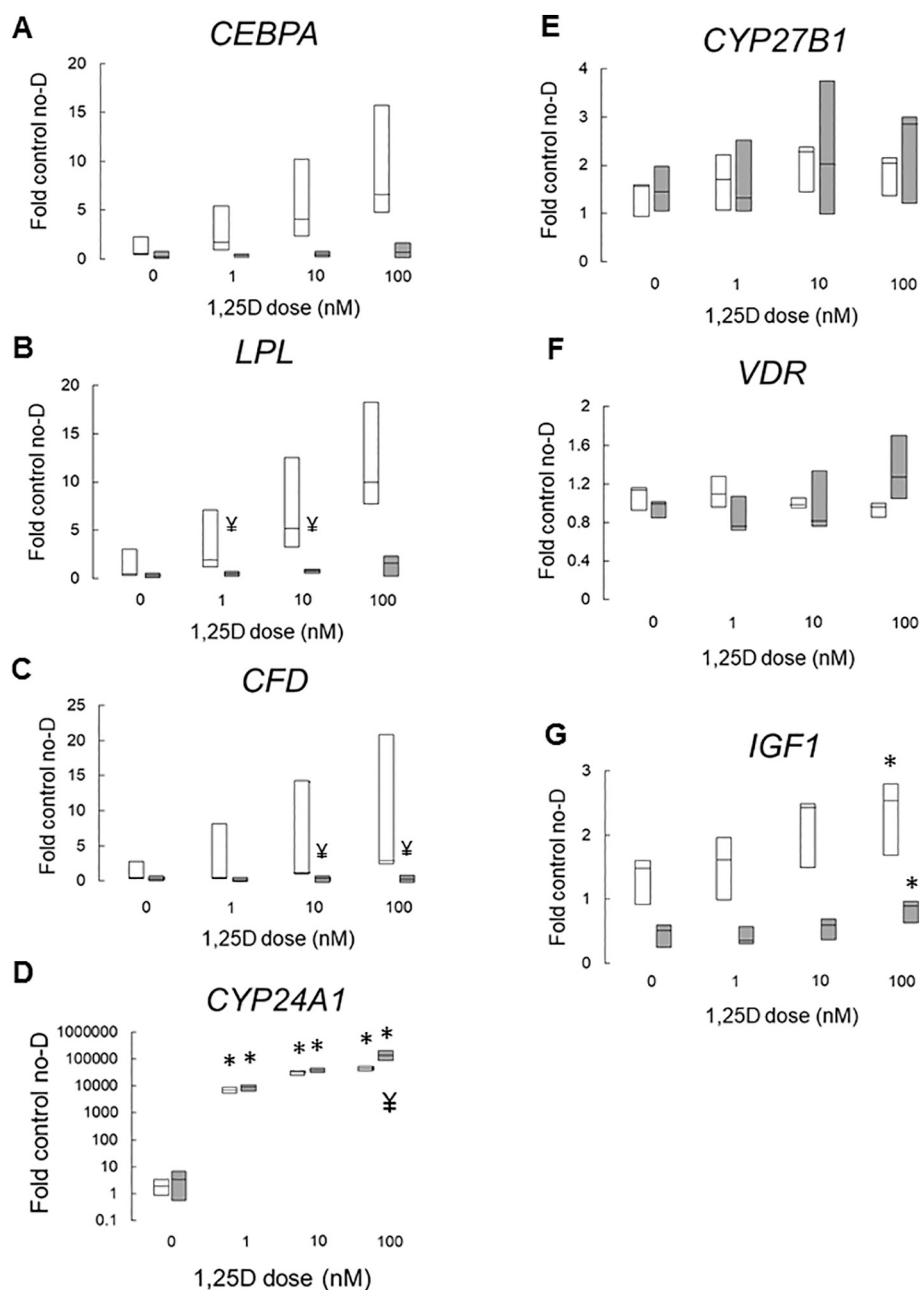 A
CEBPA
Fold control no-D
20
15
10
5
0
0 1 10 100
1,25D dose (nM)
B
LPL
Fold control no-D
20
15
10
5
0
0 1 10 100
¥ ¥
1,25D dose (nM)
C
CFD
Fold control no-D
25
20
15
10
5
0
¥ ¥
0 1 10 100
1,25D dose (nM)
D
CYP24A1
Fold control no-D
1000000
100000
10000
1000
100
10
1
0.1
* * * * * *
¥
0 1 10 100
1,25D dose (nM)
E
CYP27B1
Fold control no-D
4
3
2
1
0
0 1 10 100
1,25D dose (nM)
F
VDR
Fold control no-D
2
1.6
1.2
0.8
0.4
0
0 1 10 100
1,25D dose (nM)
G
IGF1
Fold control no-D
3
2
1
0
*
*
0 1 10 100
1,25D dose (nM)